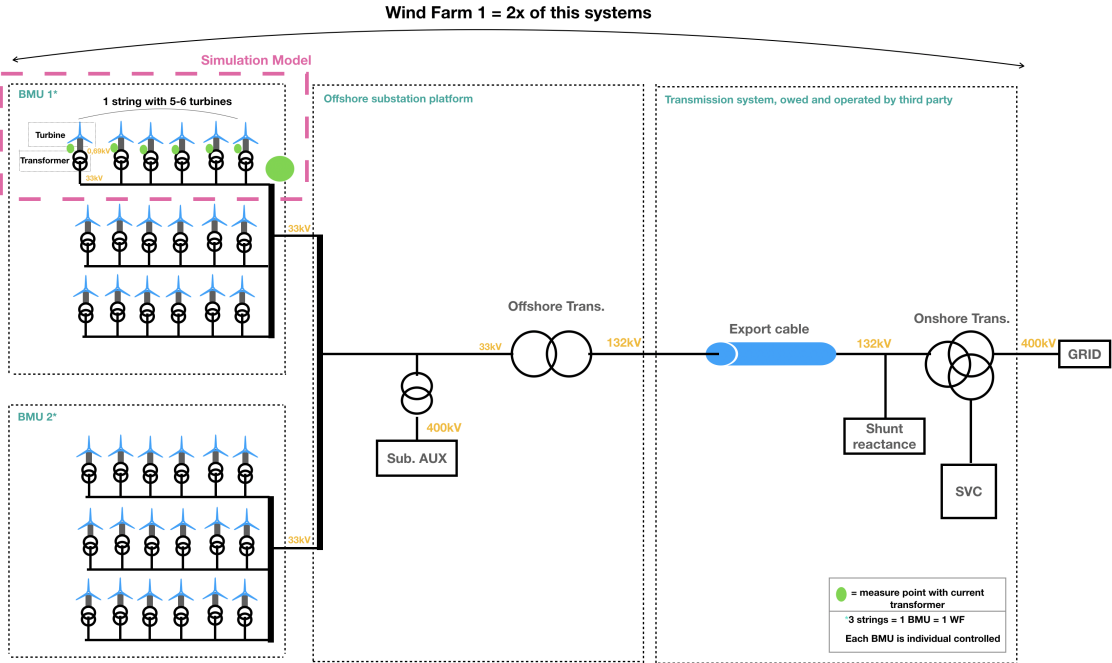 Wind Farm 1 = 2x of this systems
Simulation Model
BMU 1*
1 string with 5-6 turbines
Turbine
0.69kV
Transformer
33kV
33kV
BMU 2*
33kV
Offshore substation platform
Offshore Trans.
33kV
132kV
400kV
Sub. AUX
Transmission system, owed and operated by third party
Export cable
132kV
Onshore Trans.
400kV
GRID
Shunt
reactance
SVC
= measure point with current
transformer
*3 strings = 1 BMU = 1 WF
Each BMU is individual controlled